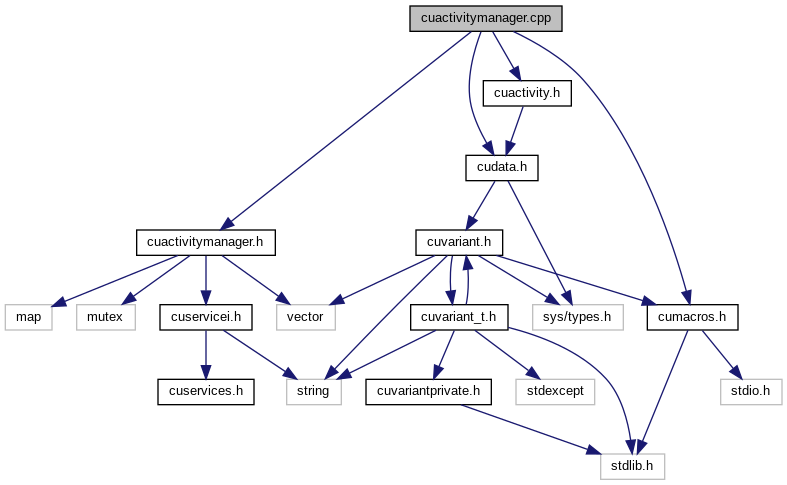 cuactivitymanager.cpp
cuactivity.h
cudata.h
cuactivitymanager.h
cuvariant.h
map
mutex
cuservicei.h
vector
cuvariant_t.h
sys/types.h
cumacros.h
cuservices.h
string
cuvariantprivate.h
stdexcept
stdio.h
stdlib.h